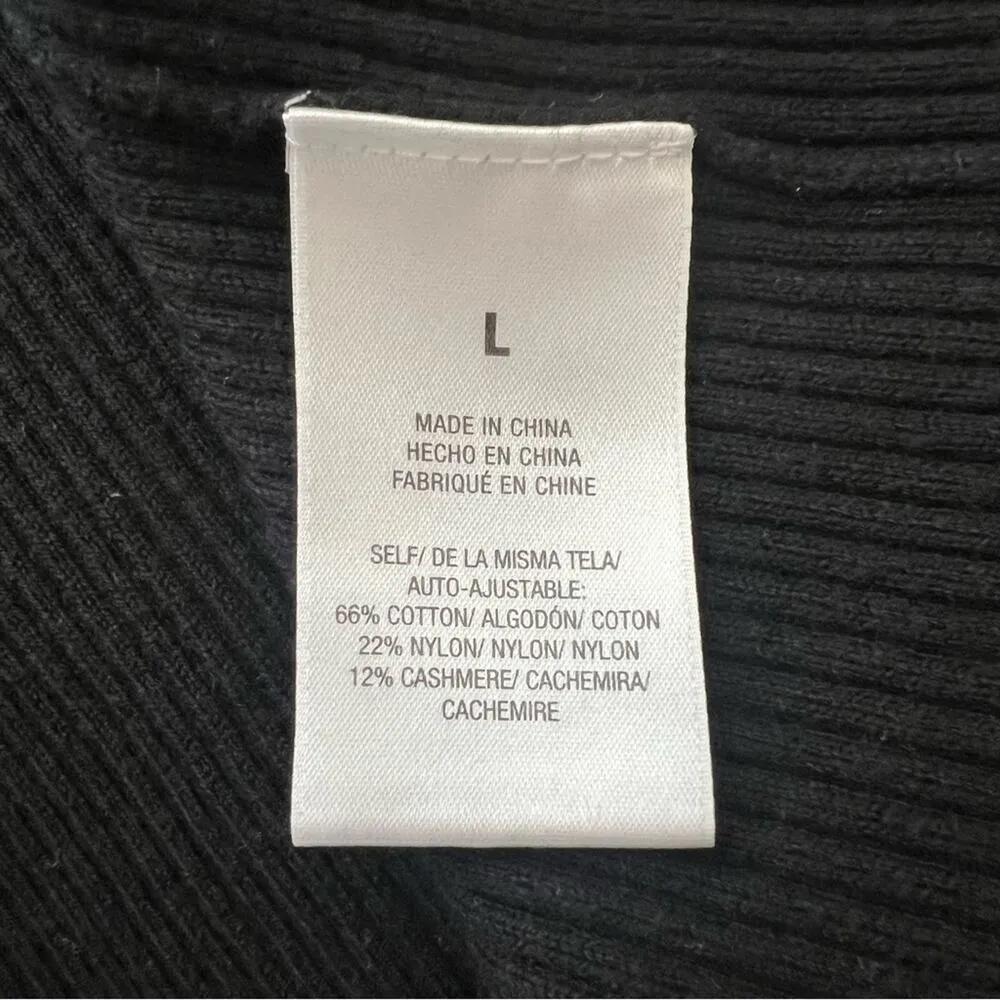 L
MADE IN CHINA
HECHO EN CHINA
FABRIQUÉ EN CHINE
SELF/ DE LA MISMA TELA/
AUTO-AJUSTABLE:
66% COTTON/ ALGODÓN/ COTON
22% NYLON/ NYLON/ NYLON
12% CASHMERE/ CACHEMIRA/
CACHEMIRE